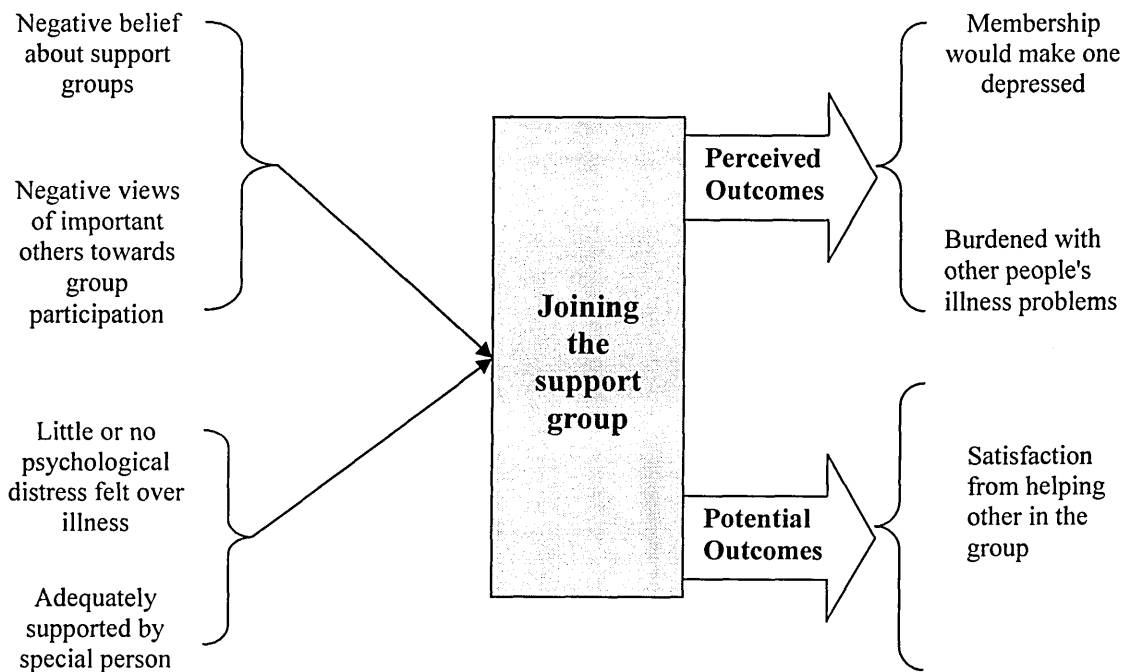 Negative belief
about support
groups
Negative views
of important
others towards
group
participation
Little or no
psychological
distress felt over
illness
Adequately
supported by
special person
Joining
the
support
group
Perceived
Outcomes
Potential
Outcomes
Membership
would make one
depressed
Burdened with
other people's
illness problems
Satisfaction
from helping
other in the
group